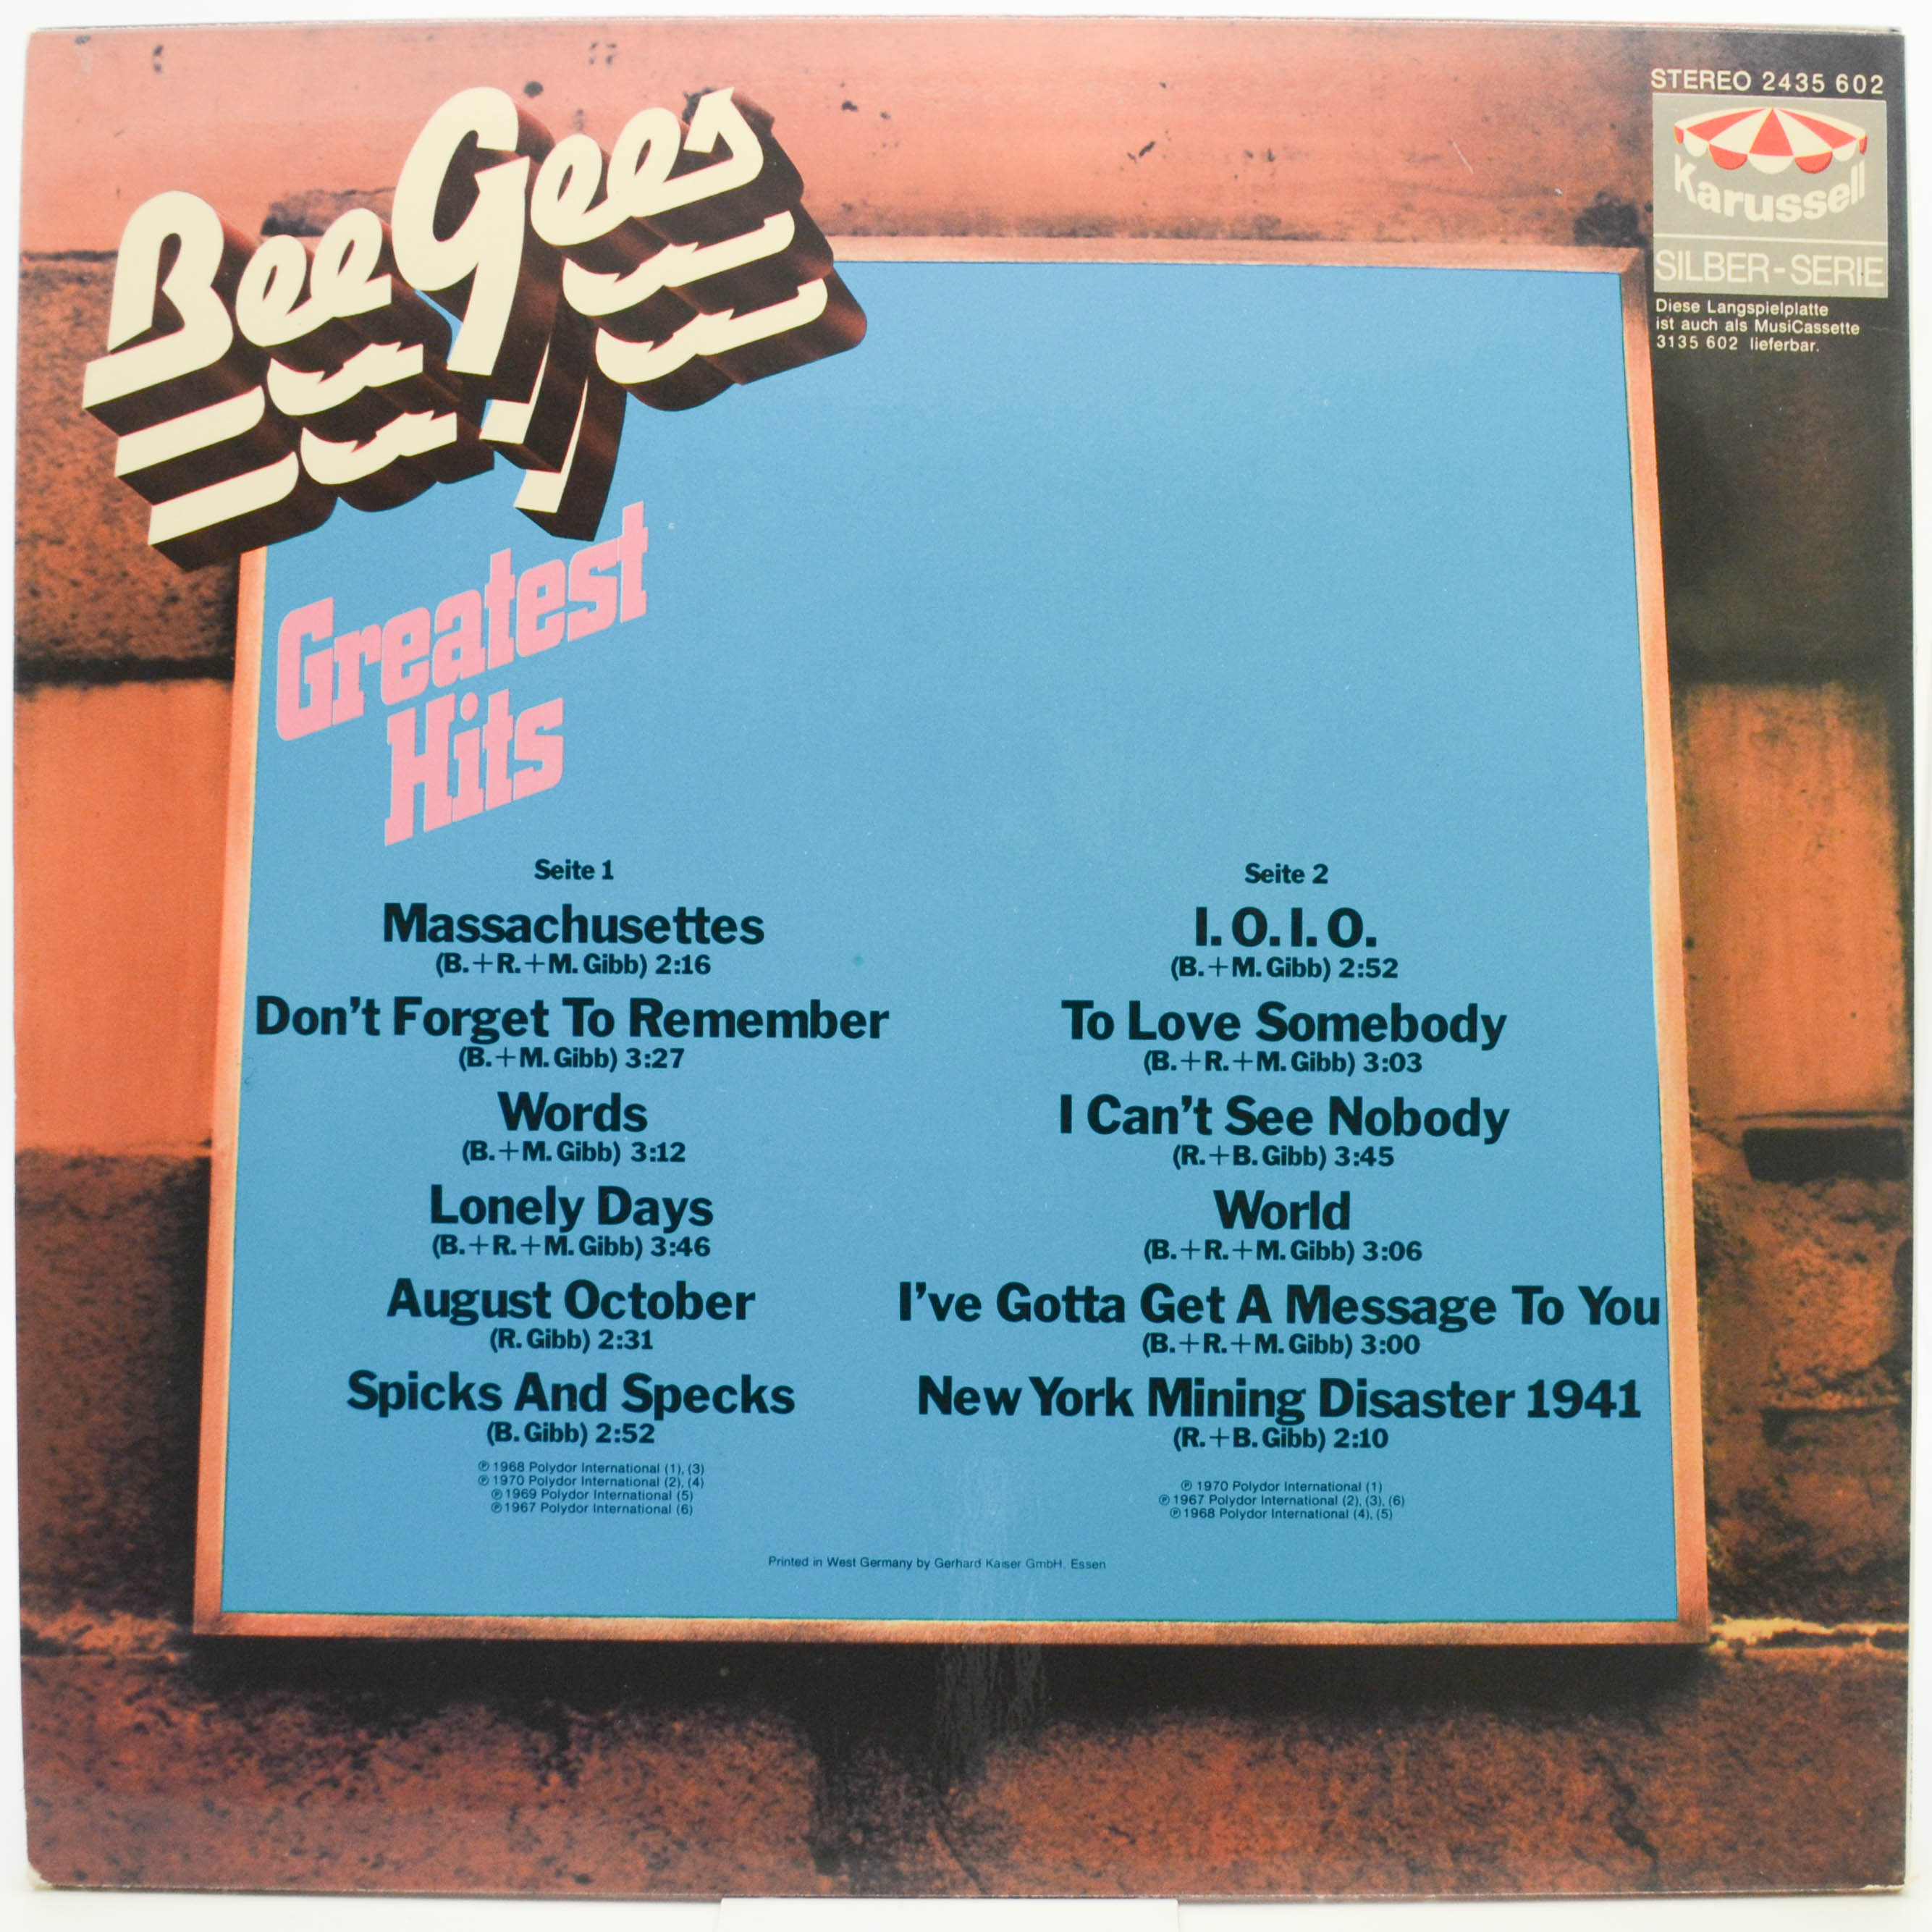 Bee Gees
Greatest
Hits
STEREO 2435 602
Karussell
SILBER-SERIE
Diese Langspielplatte
ist auch als MusiCassette
3135 602 lieferbar.
Seite 1
Massachusettes
(B.+R.+M. Gibb) 2:16
Don't Forget To Remember
(B.+M. Gibb) 3:27
Words
(B.+M. Gibb) 3:12
Lonely Days
(B.+R.+M. Gibb) 3:46
August October
(R. Gibb) 2:31
Spicks And Specks
(B. Gibb) 2:52
℗ 1968 Polydor International (1), (3)
℗ 1970 Polydor International (2), (4)
℗ 1969 Polydor International (5)
℗ 1967 Polydor International (6)
Seite 2
I. O. I. O.
(B.+M. Gibb) 2:52
To Love Somebody
(B.+R.+M. Gibb) 3:03
I Can't See Nobody
(R.+B. Gibb) 3:45
World
(B.+R.+M. Gibb) 3:06
I've Gotta Get A Message To You
(B.+R.+M. Gibb) 3:00
New York Mining Disaster 1941
(R.+B. Gibb) 2:10
℗ 1970 Polydor International (1)
℗ 1967 Polydor International (2), (3), (6)
℗ 1968 Polydor International (4), (5)
Printed in West Germany by Gerhard Kaiser GmbH, Essen